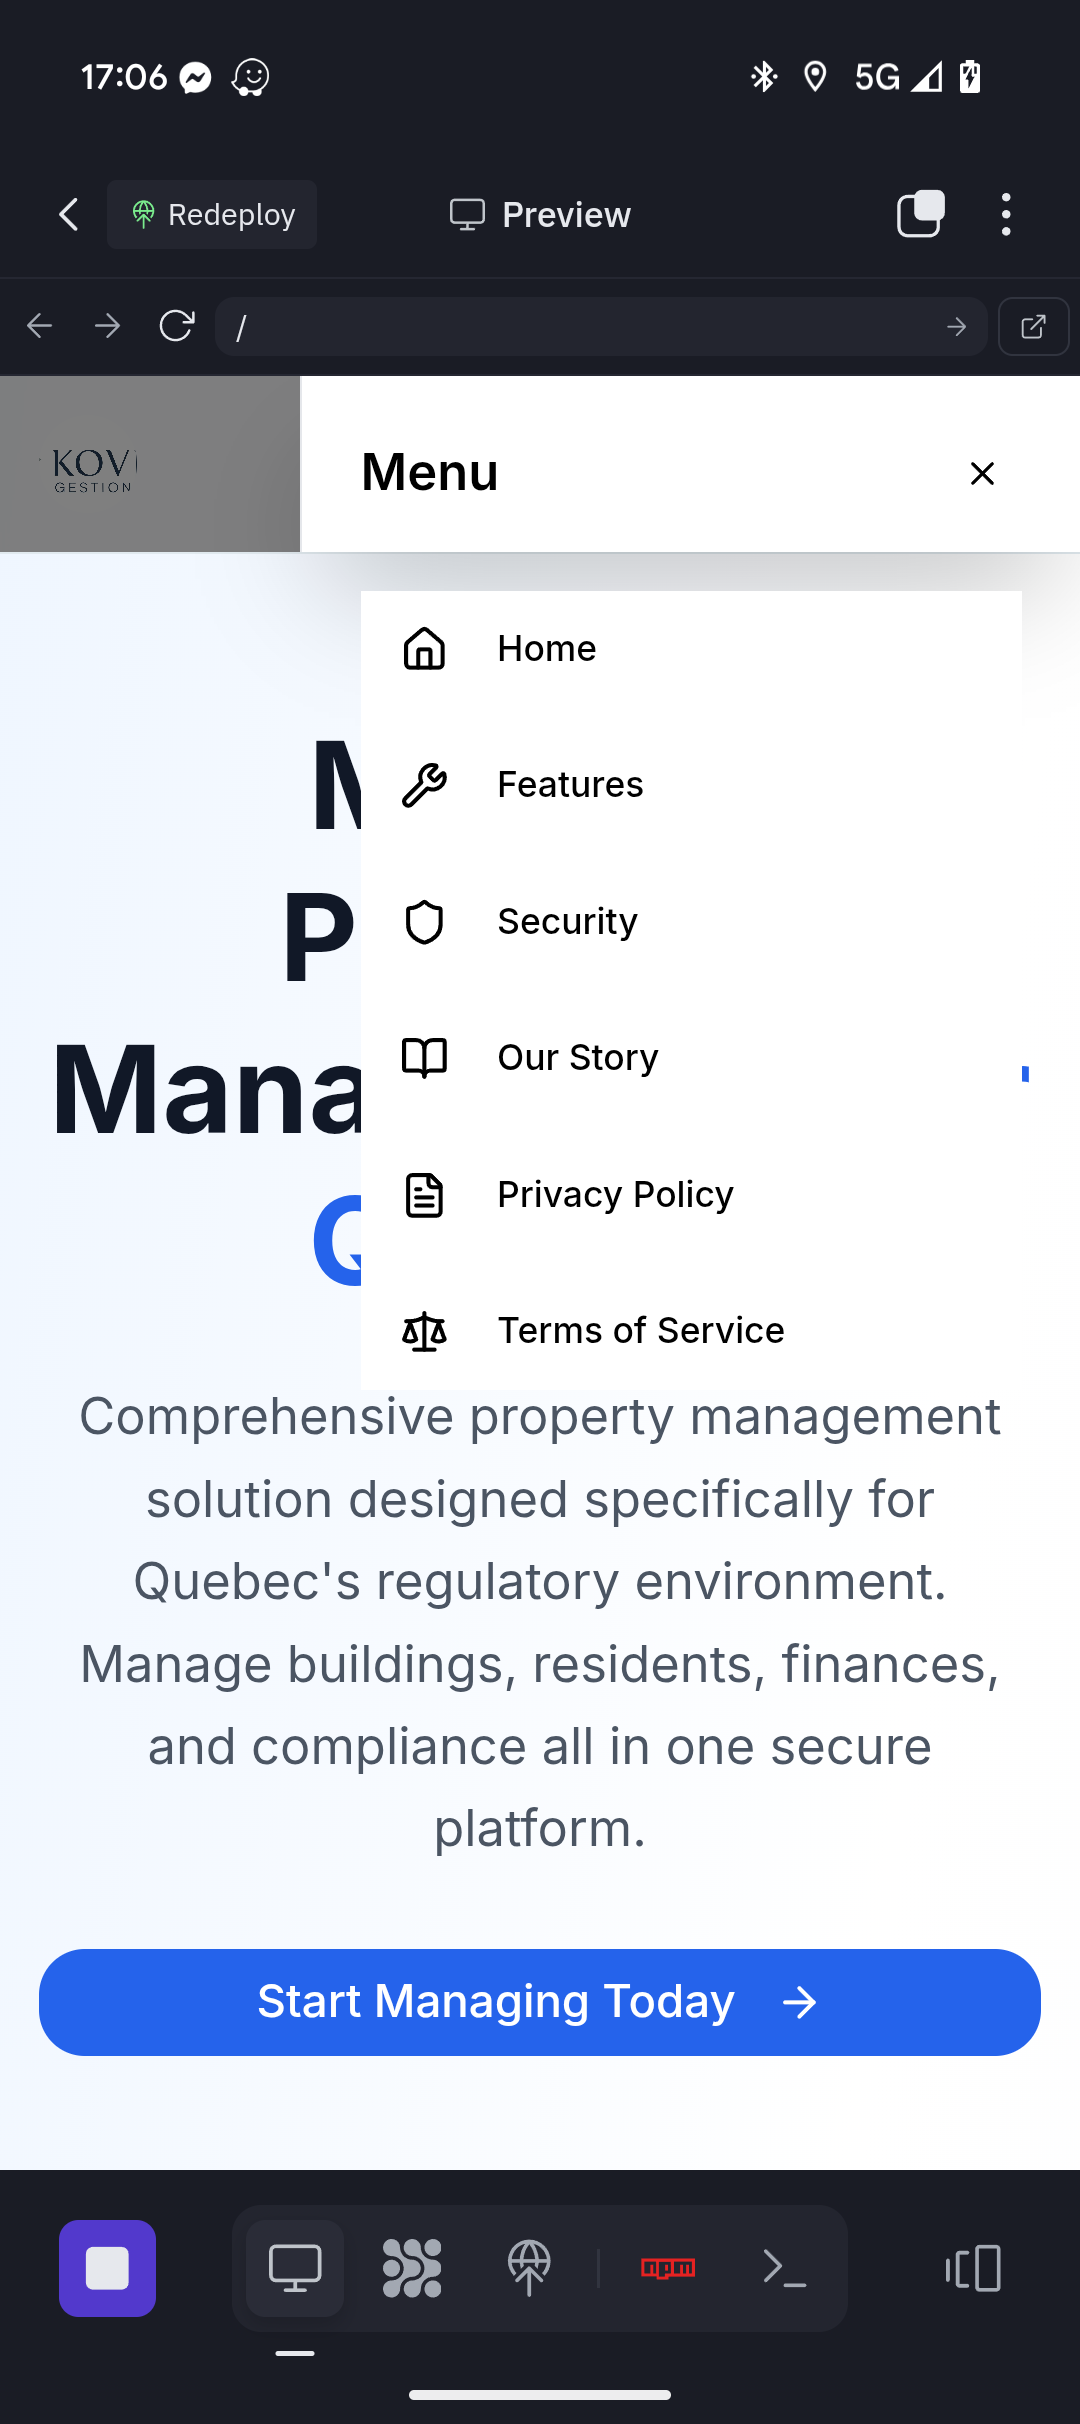 17:06
5G
Redeploy
Preview
/
KOV
GESTION
Menu
Home
Features
Security
Our Story
Privacy Policy
Terms of Service
M
P
Mana
Q
Comprehensive property management
solution designed specifically for
Quebec's regulatory environment.
Manage buildings, residents, finances,
and compliance all in one secure
platform.
Start Managing Today